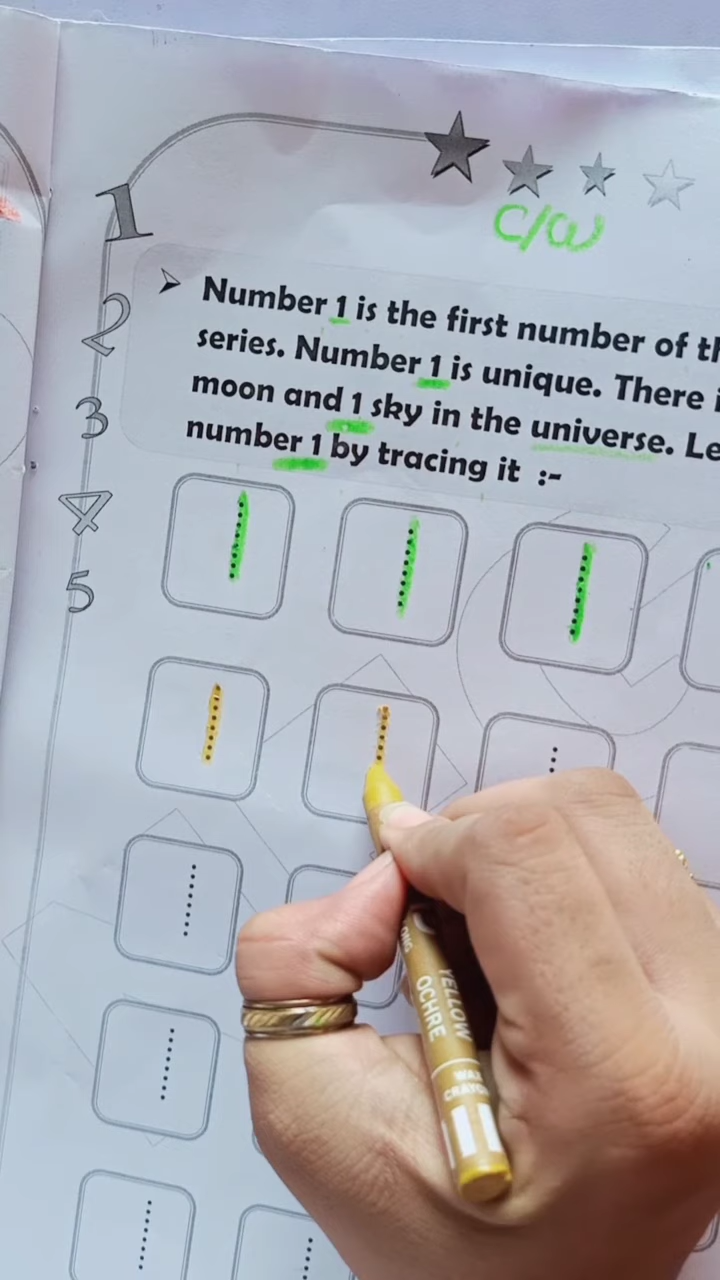 C/W
1
2
3
4
5
Number 1 is the first number of
series. Number 1 is unique. There
moon and 1 sky in the universe.
number 1 by tracing it :-
YELLOW
OCHRE
WAX
CRAYONS